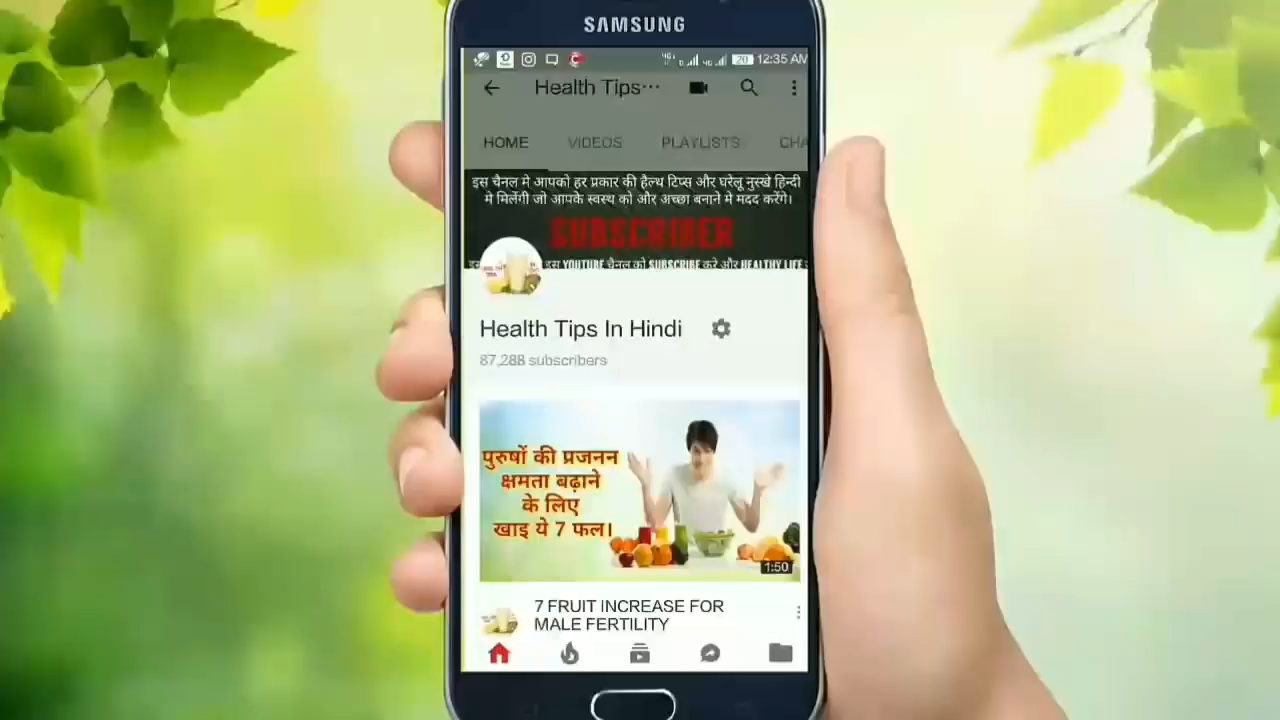 SAMSUNG
12:35 AM
Health Tips...
HOME VIDEOS PLAYLISTS CHA
इस चैनल मे आपको हर प्रकार की हैल्थ टिप्स और घरेलू नुस्खे हिन्दी
मे मिलेंगी जो आपके स्वस्थ को और अच्छा बनाने मे मदद करेंगे।
SUBSCRIBER
इस YOUTUBE चैनल को SUBSCRIBE करे और HEALTHY LIFE
Health Tips In Hindi
87,288 subscribers
पुरुषों की प्रजनन
क्षमता बढ़ाने
के लिए
खाइ ये 7 फल।
1:50
7 FRUIT INCREASE FOR
MALE FERTILITY